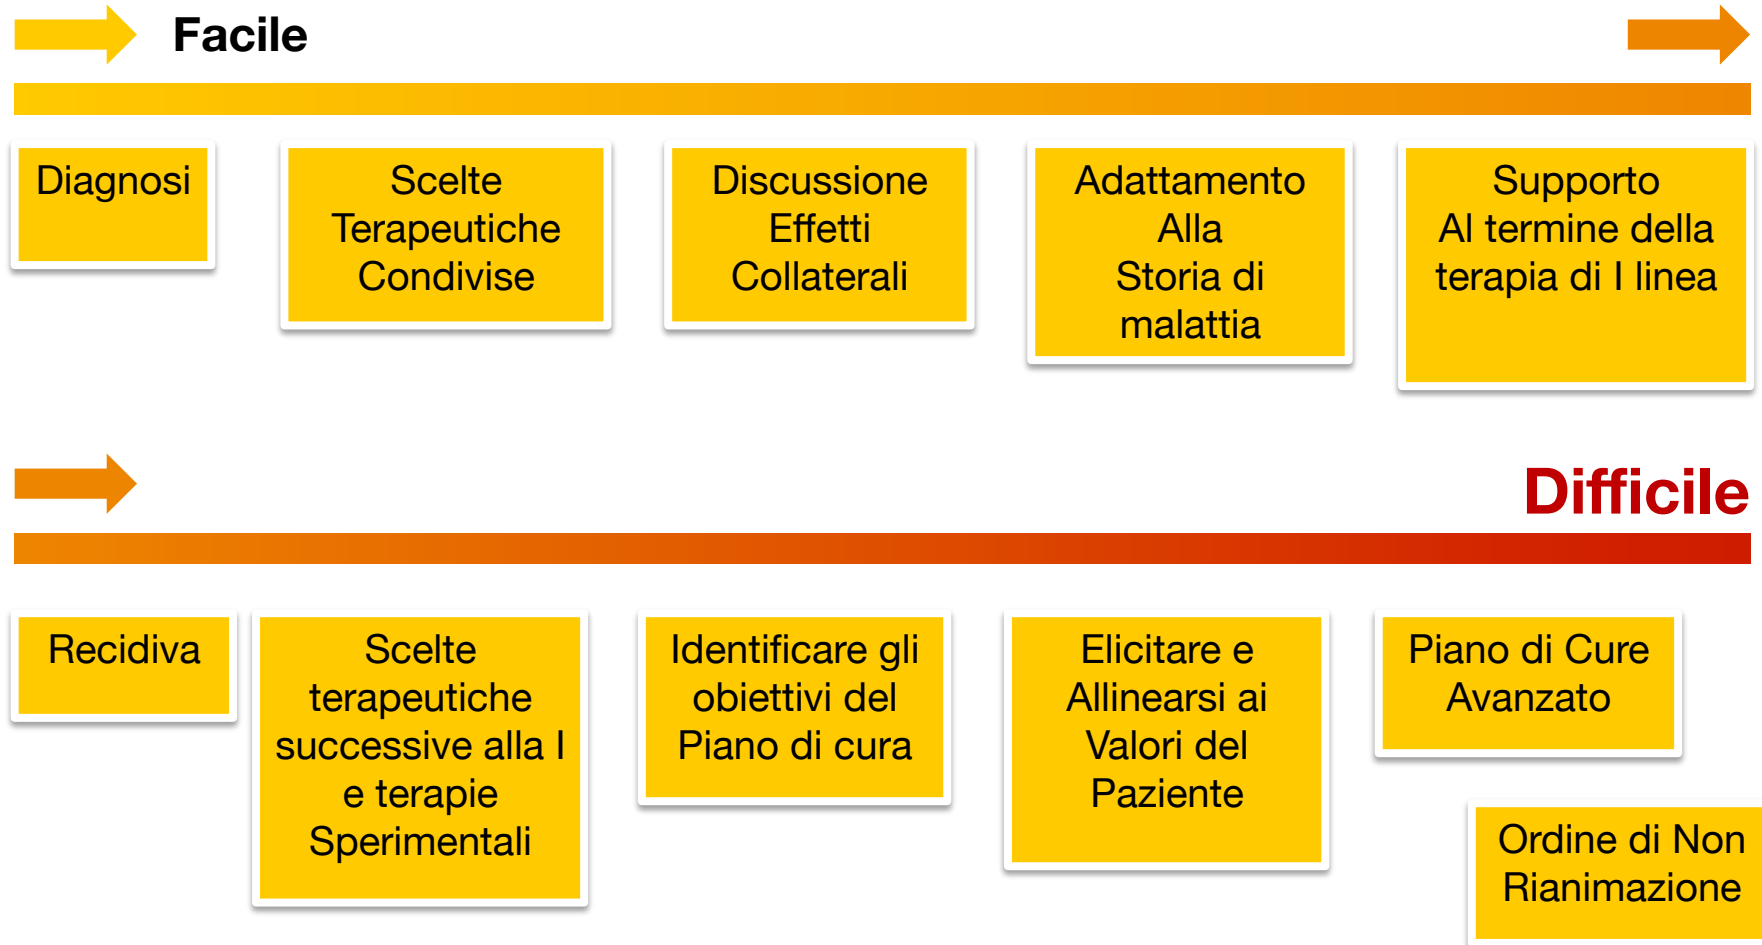 Facile
Diagnosi
Scelte
Terapeutiche
Condivise
Discussione
Effetti
Collaterali
Adattamento
Alla
Storia di
malattia
Supporto
Al termine della
terapia di I linea
Difficile
Recidiva
Scelte
terapeutiche
successive alla I
e terapie
Sperimentali
Identificare gli
obiettivi del
Piano di cura
Elicitare e
Allinearsi ai
Valori del
Paziente
Piano di Cure
Avanzato
Ordine di Non
Rianimazione